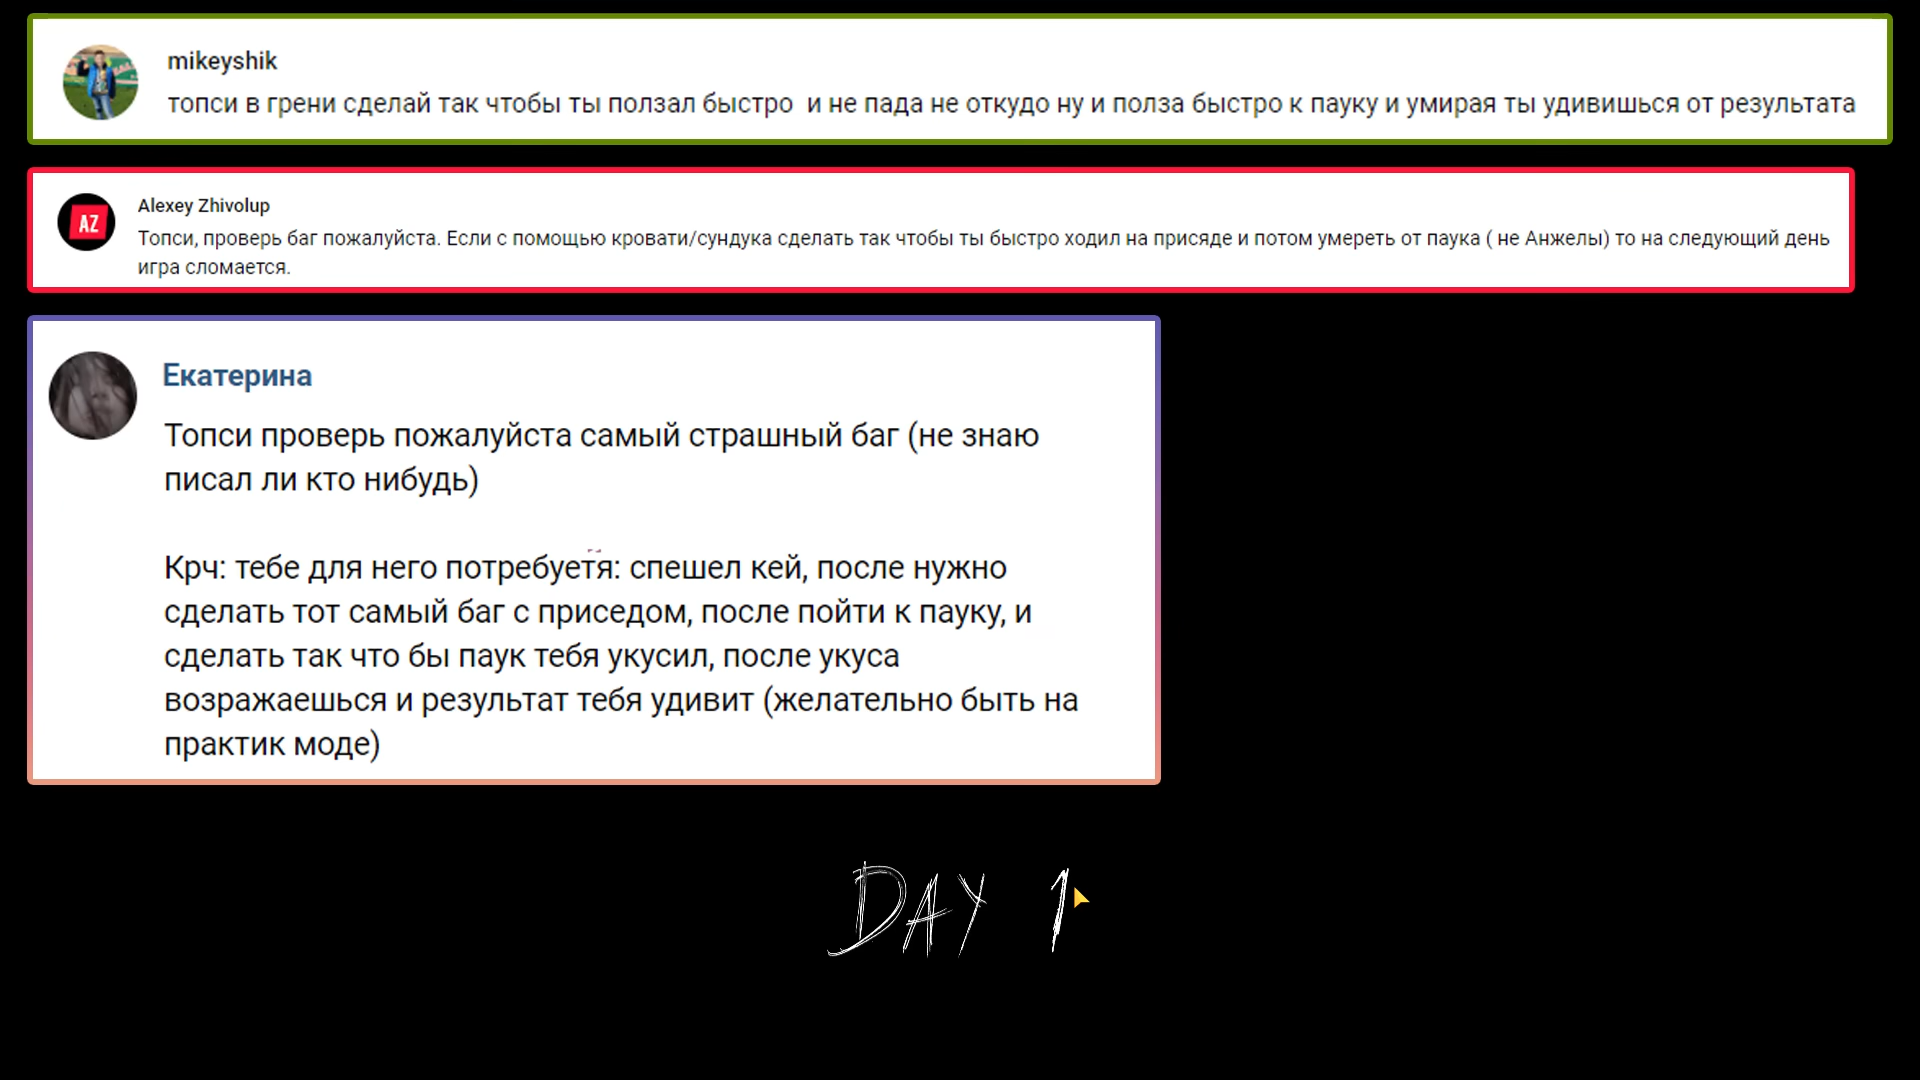 mikeyshik
топси в грени сделай так чтобы ты ползал быстро и не пада не откудо ну и полза быстро к пауку и умирая ты удивишься от результата
AZ
Alexey Zhivolup
Топси, проверь баг пожалуйста. Если с помощью кровати/сундука сделать так чтобы ты быстро ходил на присяде и потом умереть от паука ( не Анжелы) то на следующий день
игра сломается.
Екатерина
Топси проверь пожалуйста самый страшный баг (не знаю
писал ли кто нибудь)
Крч: тебе для него потребуетя: спешел кей, после нужно
сделать тот самый баг с приседом, после пойти к пауку, и
сделать так что бы паук тебя укусил, после укуса
возражаешься и результат тебя удивит (желательно быть на
практик моде)
DAY 1